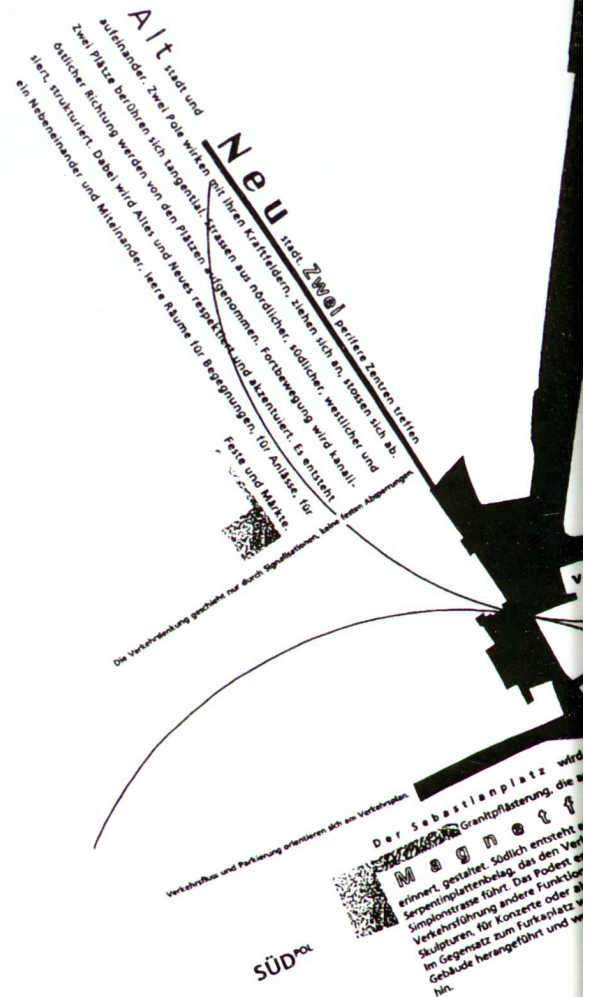 Alt stadt und
Neu stadt. Zwei perifere Zentren treffen
aufeinander. Zwei Pole wirken mit ihren Kraftfeldern, ziehen sich an, stossen sich ab.
Zwei Plätze berühren sich tangential. Strassen aus nördlicher, südlicher, westlicher und
östlicher Richtung werden von den Plätzen aufgenommen. Fortbewegung wird kanali-
siert, strukturiert. Dabei wird Altes und Neues respektiert und akzentuiert. Es entsteht
ein Nebeneinander und Miteinander, leere Räume für Begegnungen, für Anlässe, für
Feste und Märkte.
Die Verkehrslenkung geschieht nur durch Signalisationen, keine festen Absperrungen.
Verkehrsfluss und Parkierung orientieren sich am Verkehrsplan.
Der Sebastianplatz wird
Granitpflästerung, die
Magnetf
erinnert, gestaltet. Südlich entsteht
Serpentinplattenbelag, das den
Simplonstrasse führt. Das Podest
Verkehrsführung andere
Skulpturen, für Konzerte oder
Im Gegensatz zum Furkaplatz
Gebäude herangeführt und
hin.
SÜDPOL